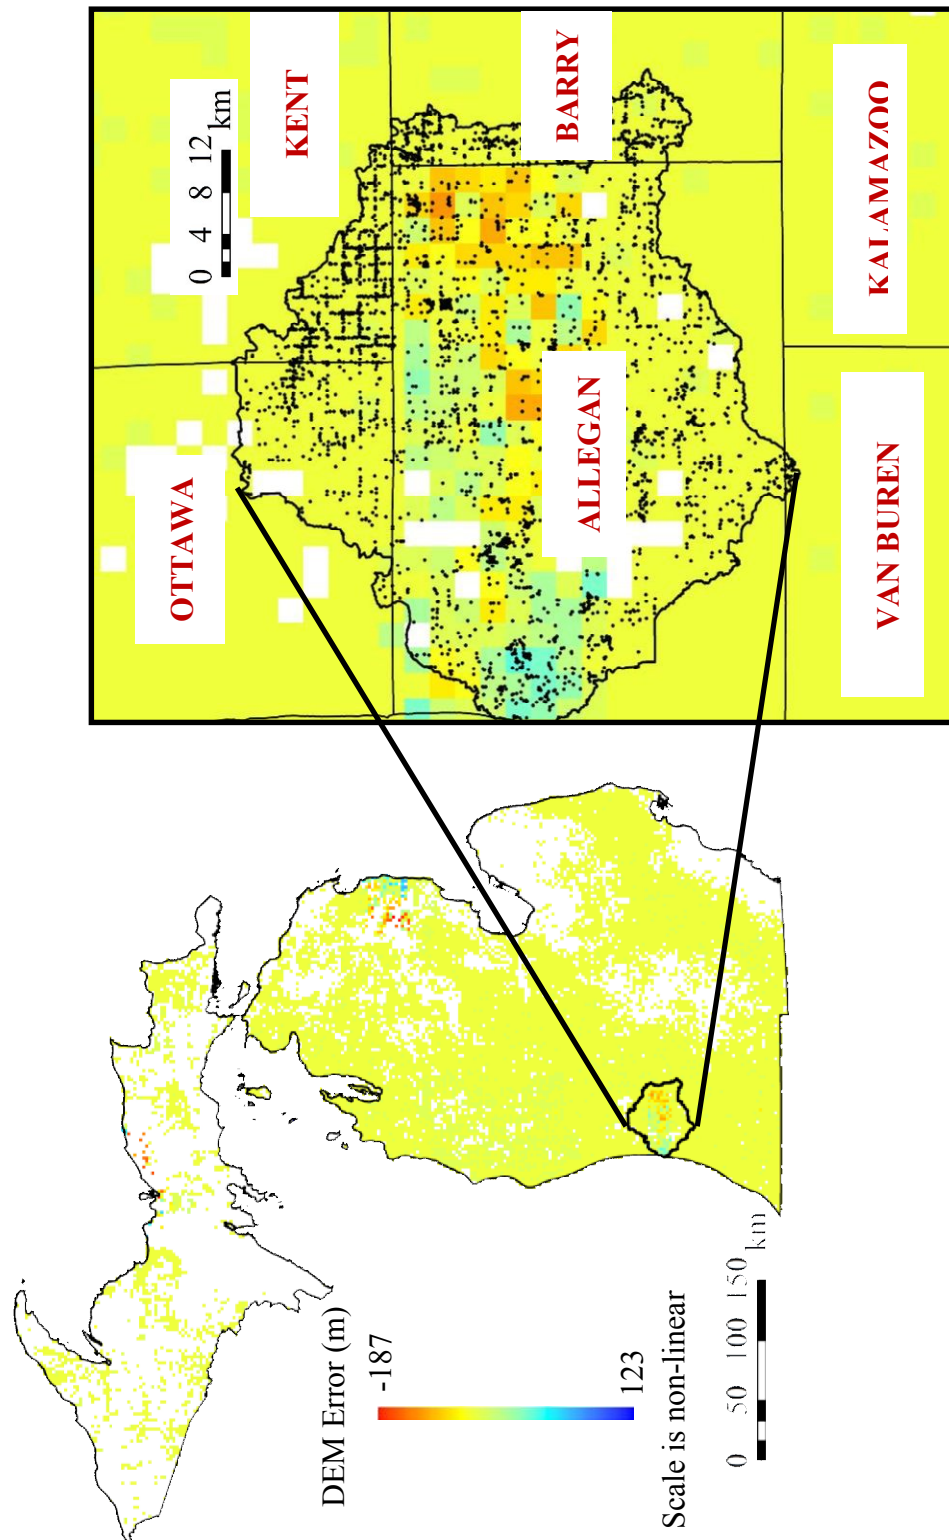 DEM Error (m)
-187
123
Scale is non-linear
0 50 100 150
km
OTTAWA
KENT
0 4 8 12
km
ALLEGAN
BARRY
VAN BUREN
KALAMAZOO